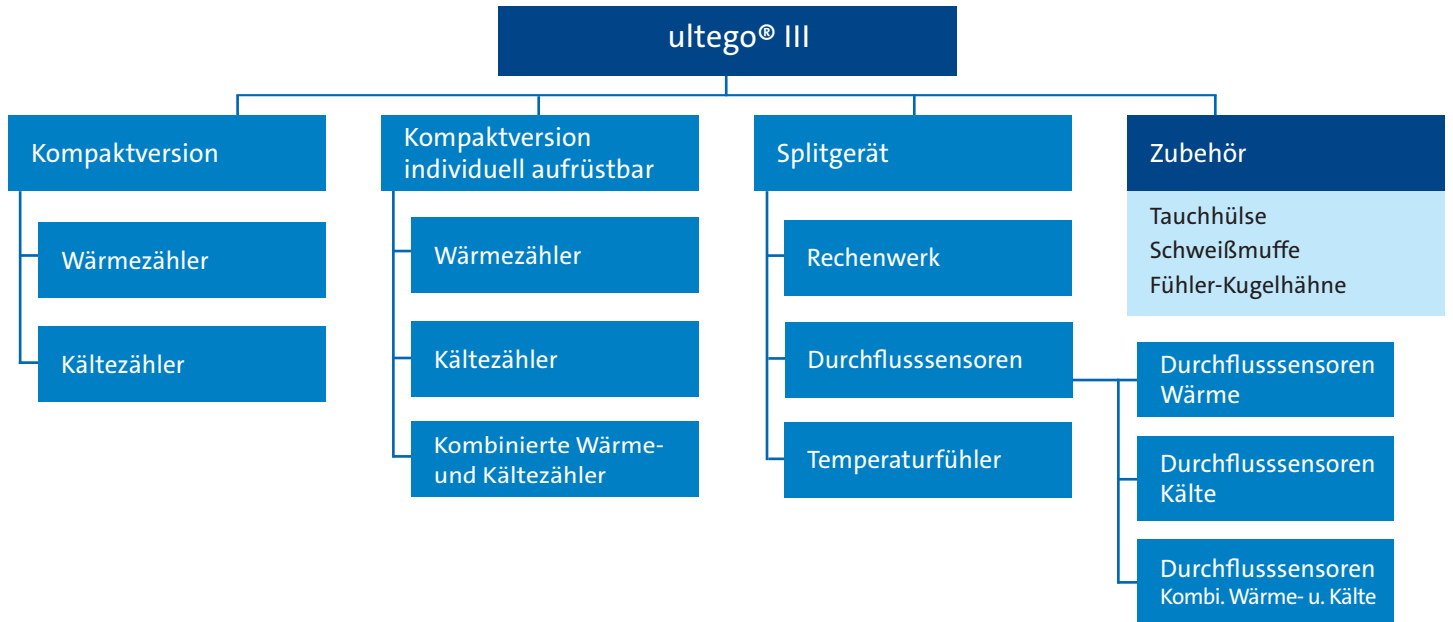 ultego® III
Kompaktversion
Wärmezähler
Kältezähler
Kompaktversion
individuell aufrüstbar
Wärmezähler
Kältezähler
Kombinierte Wärme-
und Kältezähler
Splitgerät
Rechenwerk
Durchflusssensoren
Temperaturfühler
Durchflusssensoren
Wärme
Durchflusssensoren
Kälte
Durchflusssensoren
Kombi. Wärme- u. Kälte
Zubehör
Tauchhülse
Schweißmuffe
Fühler-Kugelhähne